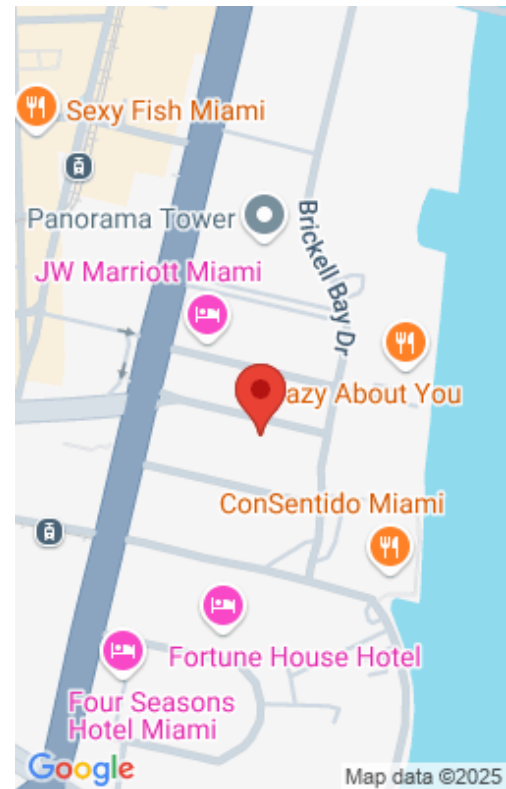 Sexy Fish Miami
Panorama Tower
Brickell Bay Dr
JW Marriott Miami
azy About You
ConSentido Miami
Fortune House Hotel
Four Seasons
Hotel Miami
Google
Map data ©2025